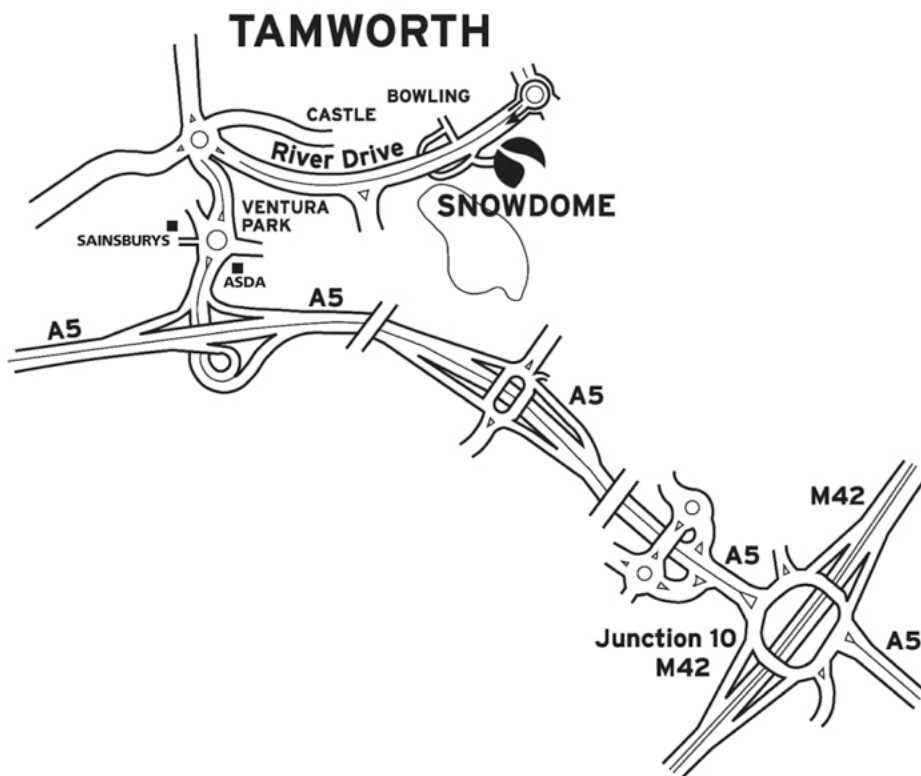 TAMWORTH
BOWLING
CASTLE
River Drive
SNOWDOME
VENTURA
PARK
SAINSBURYS
ASDA
A5
A5
A5
M42
A5
Junction 10
M42
A5